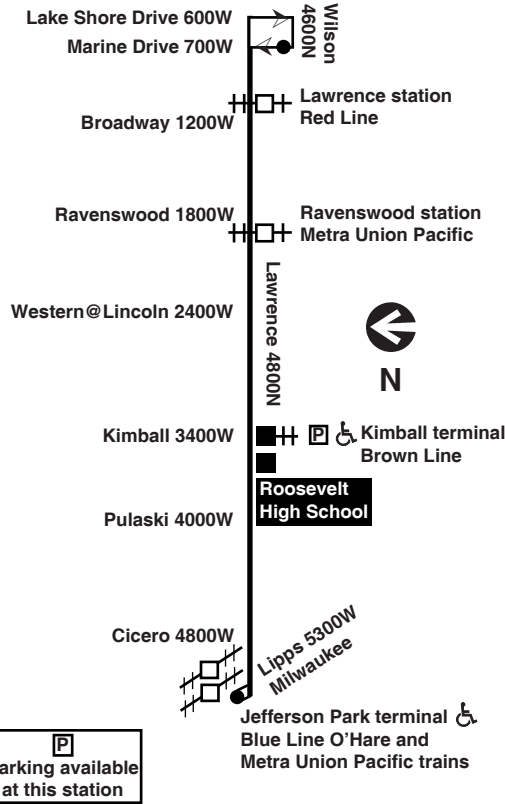 Lake Shore Drive 600W
Wilson
4600N
Marine Drive 700W
Lawrence station
Red Line
Broadway 1200W
Ravenswood 1800W
Ravenswood station
Metra Union Pacific
Lawrence 4800N
Western@Lincoln 2400W
N
Kimball 3400W
P
Kimball terminal
Brown Line
Roosevelt
High School
Pulaski 4000W
Cicero 4800W
Lipps 5300W
Milwaukee
Jefferson Park terminal
Blue Line O'Hare and
Metra Union Pacific trains
P
arking available
at this station